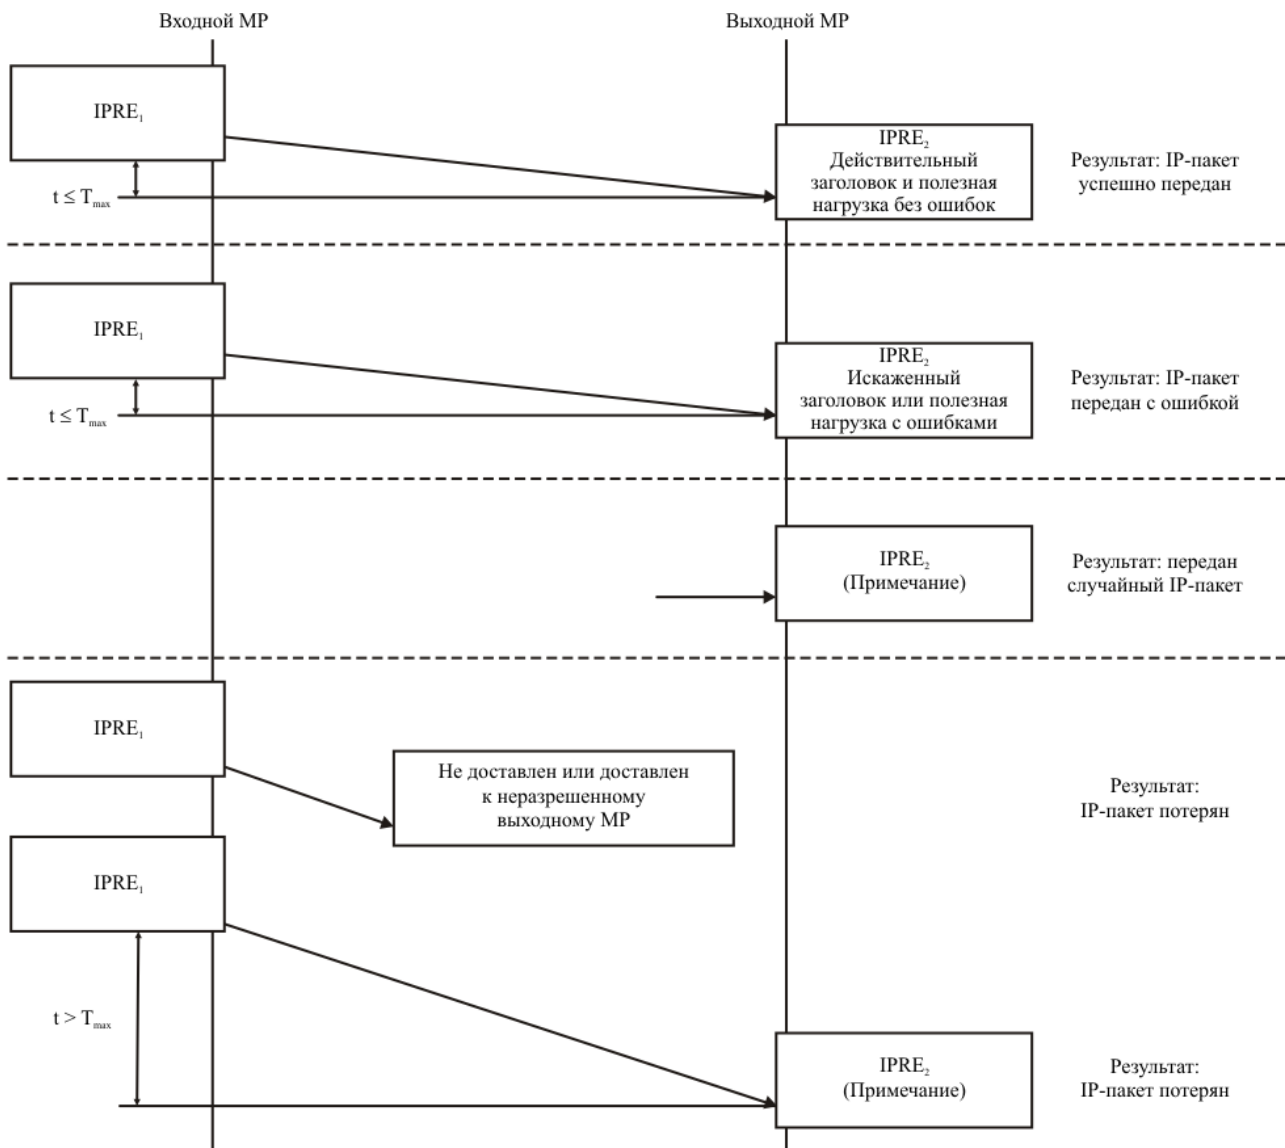 Входной МР
Выходной МР
IPRE₁
t ≤ Tmax
IPRE₂
Действительный
заголовок и полезная
нагрузка без ошибок
Результат: IP-пакет
успешно передан
IPRE₁
t ≤ Tmax
IPRE₂
Искаженный
заголовок или полезная
нагрузка с ошибками
Результат: IP-пакет
передан с ошибкой
IPRE₂
(Примечание)
Результат: передан
случайный IP-пакет
IPRE₁
Не доставлен или доставлен
к неразрешенному
выходному МР
Результат:
IP-пакет потерян
IPRE₁
t > Tmax
IPRE₂
(Примечание)
Результат:
IP-пакет потерян